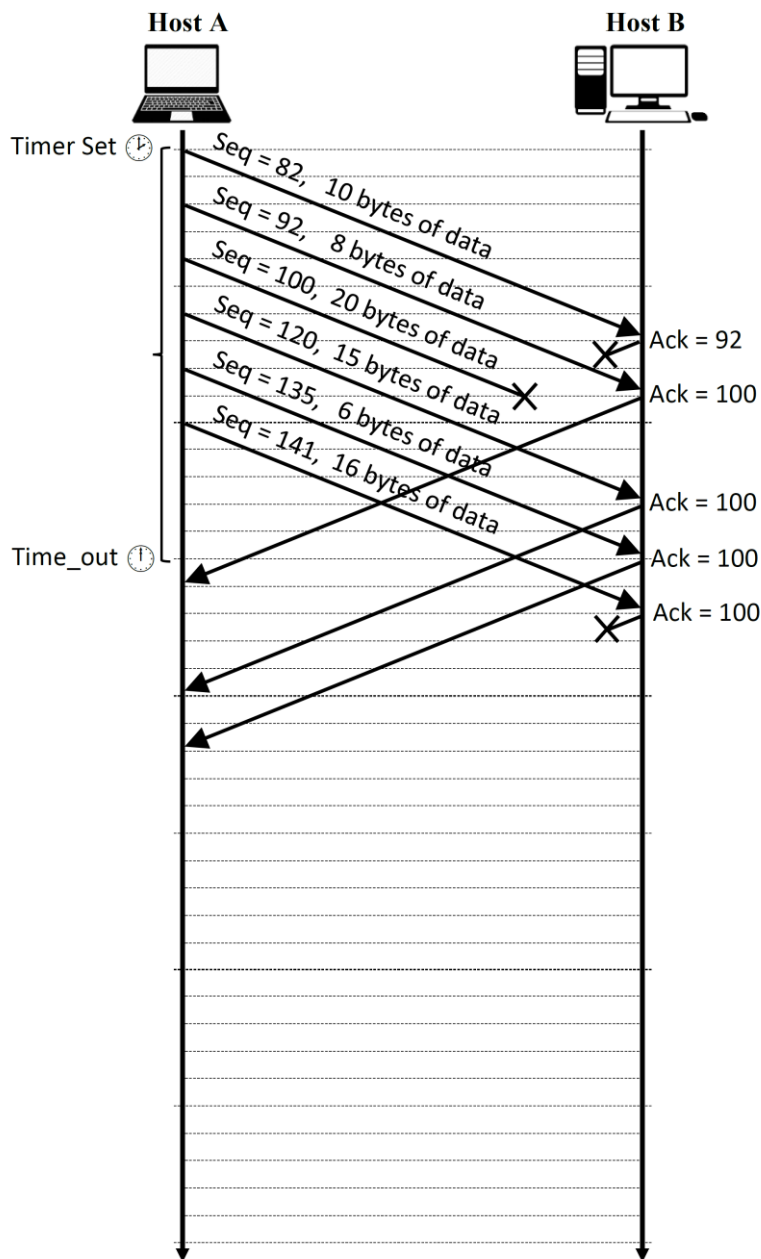 Host A
Host B
Timer Set
Seq = 82, 10 bytes of data
Seq = 92, 8 bytes of data
Seq = 100, 20 bytes of data
Seq = 120, 15 bytes of data
Seq = 135, 6 bytes of data
Seq = 141, 16 bytes of data
Ack = 92
Ack = 100
Ack = 100
Time_out
Ack = 100
Ack = 100